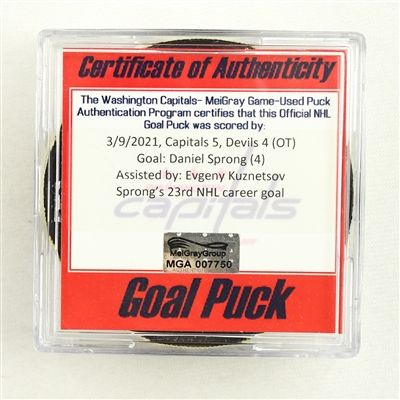 Certificate of Authenticity
The Washington Capitals- MeiGray Game-Used Puck
Authentication Program certifies that this Official NHL
Goal Puck was scored by:
3/9/2021, Capitals 5, Devils 4 (OT)
Goal: Daniel Sprong (4)
Assisted by: Evgeny Kuznetsov
Sprong's 23rd NHL career goal
capitals
MeiGrayGroup
MGA 007750
Goal Puck